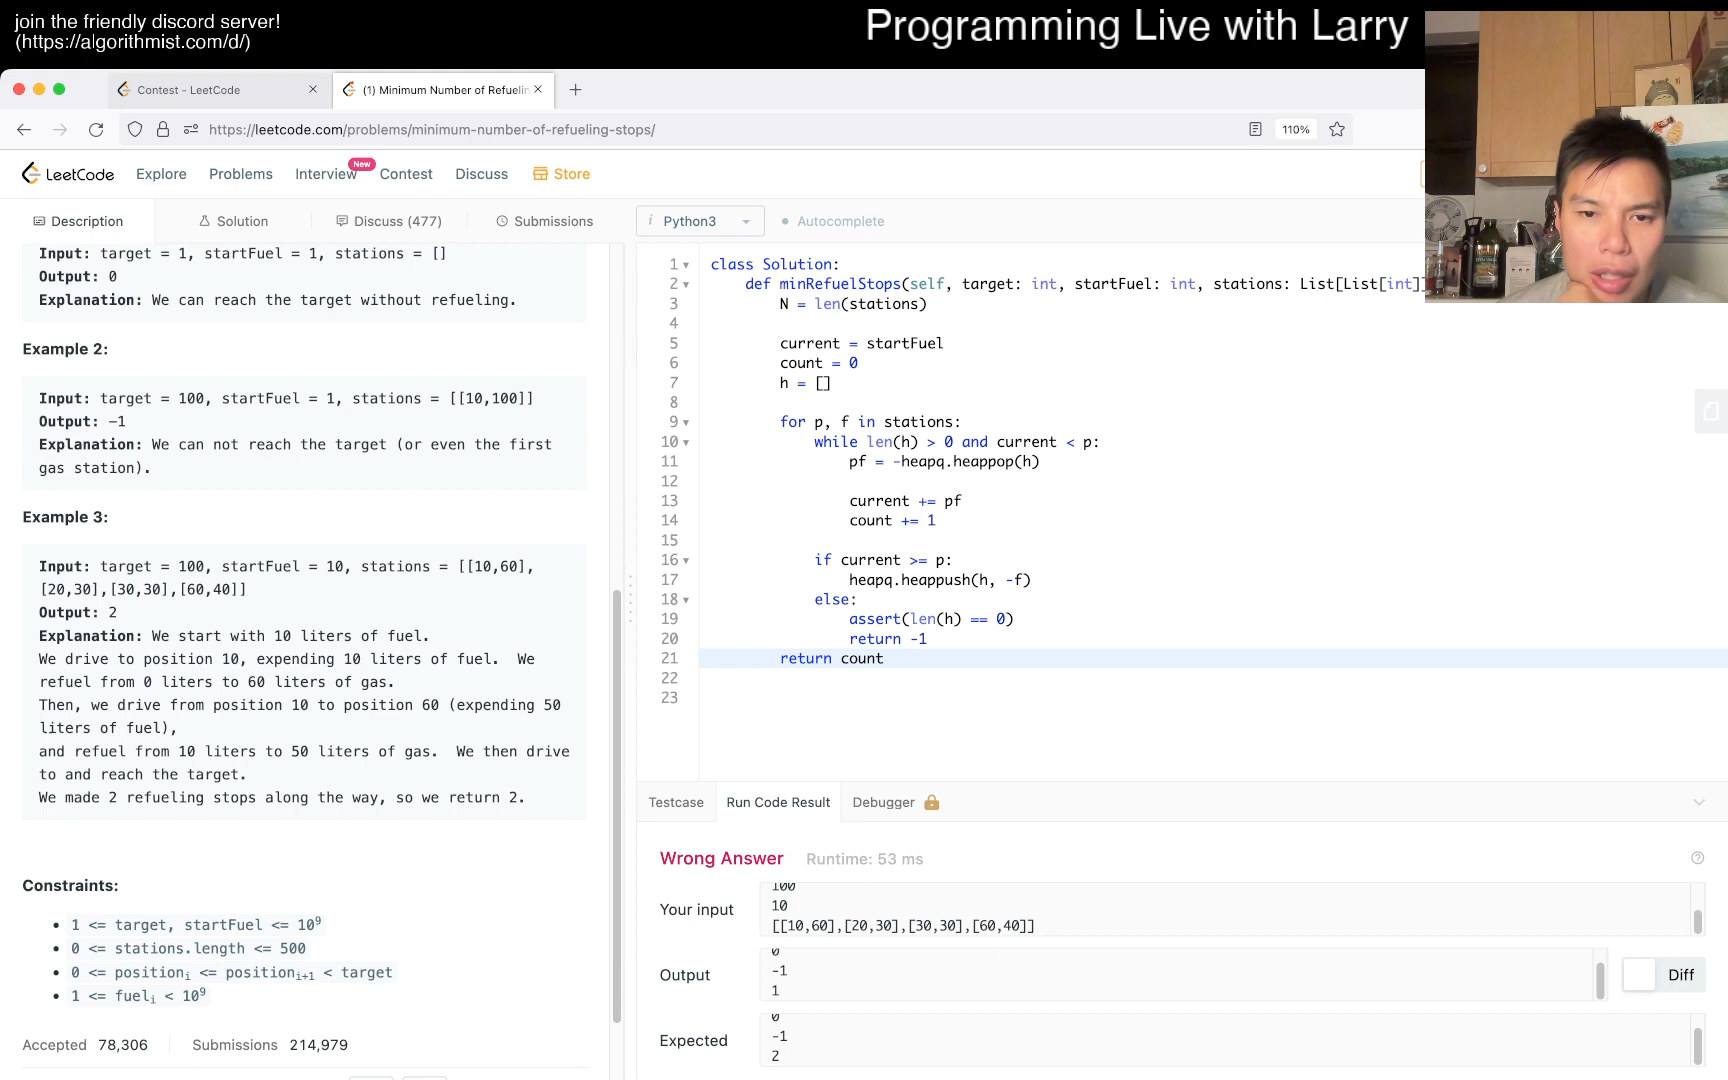 join the friendly discord server!
(https://algorithmist.com/d/)
Programming Live with Larry
Contest - LeetCode
(1) Minimum Number of Refuelin
https://leetcode.com/problems/minimum-number-of-refueling-stops/
110%
LeetCode
Explore
Problems
Interview
New
Contest
Discuss
Store
Description
Solution
Discuss (477)
Submissions
i Python3
Autocomplete
Input: target = 1, startFuel = 1, stations = []
Output: 0
Explanation: We can reach the target without refueling.
Example 2:
Input: target = 100, startFuel = 1, stations = [[10,100]]
Output: -1
Explanation: We can not reach the target (or even the first
gas station).
Example 3:
Input: target = 100, startFuel = 10, stations = [[10,60],
[20,30],[30,30],[60,40]]
Output: 2
Explanation: We start with 10 liters of fuel.
We drive to position 10, expending 10 liters of fuel.  We
refuel from 0 liters to 60 liters of gas.
Then, we drive from position 10 to position 60 (expending 50
liters of fuel),
and refuel from 10 liters to 50 liters of gas.  We then drive
to and reach the target.
We made 2 refueling stops along the way, so we return 2.
Constraints:
• 1 <= target, startFuel <= 10⁹
• 0 <= stations.length <= 500
• 0 <= positionᵢ <= positionᵢ₊₁ < target
• 1 <= fuelᵢ < 10⁹
Accepted 78,306
Submissions 214,979
1 class Solution:
2     def minRefuelStops(self, target: int, startFuel: int, stations: List[List[int]]
3         N = len(stations)
4
5         current = startFuel
6         count = 0
7         h = []
8
9         for p, f in stations:
10             while len(h) > 0 and current < p:
11                 pf = -heapq.heappop(h)
12
13                 current += pf
14                 count += 1
15
16             if current >= p:
17                 heapq.heappush(h, -f)
18             else:
19                 assert(len(h) == 0)
20                 return -1
21         return count
22
23
Testcase
Run Code Result
Debugger
Wrong Answer
Runtime: 53 ms
Your input
100
10
[[10,60],[20,30],[30,30],[60,40]]
Output
0
-1
1
Diff
Expected
0
-1
2